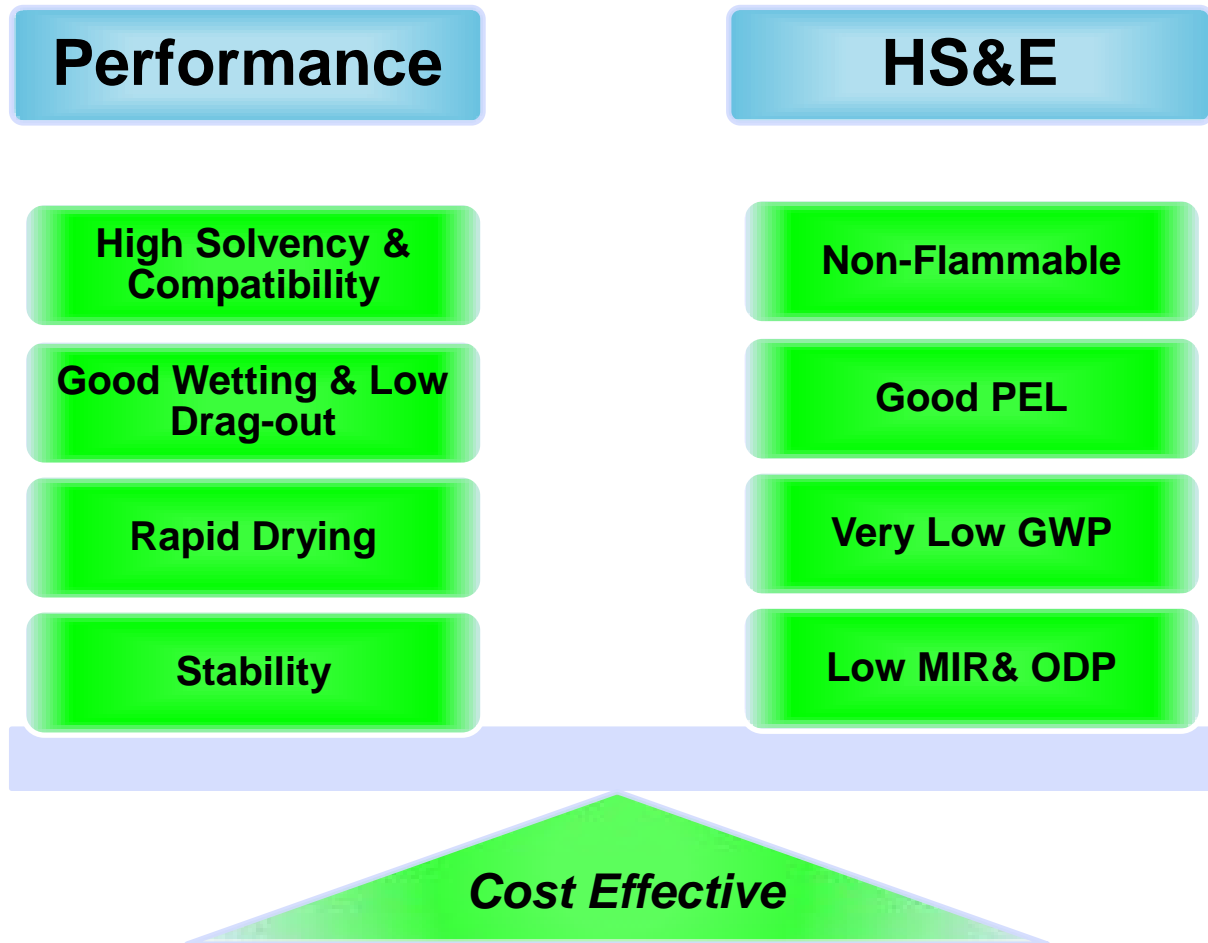 Performance
HS&E
High Solvency &
Compatibility
Good Wetting & Low
Drag-out
Rapid Drying
Stability
Non-Flammable
Good PEL
Very Low GWP
Low MIR& ODP
Cost Effective